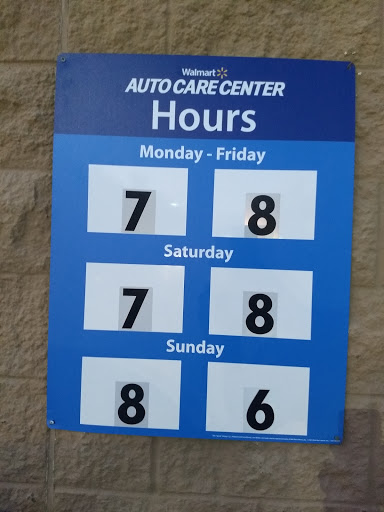 Walmart
AUTO CARE CENTER
Hours
Monday - Friday
7 8
Saturday
7 8
Sunday
8 6